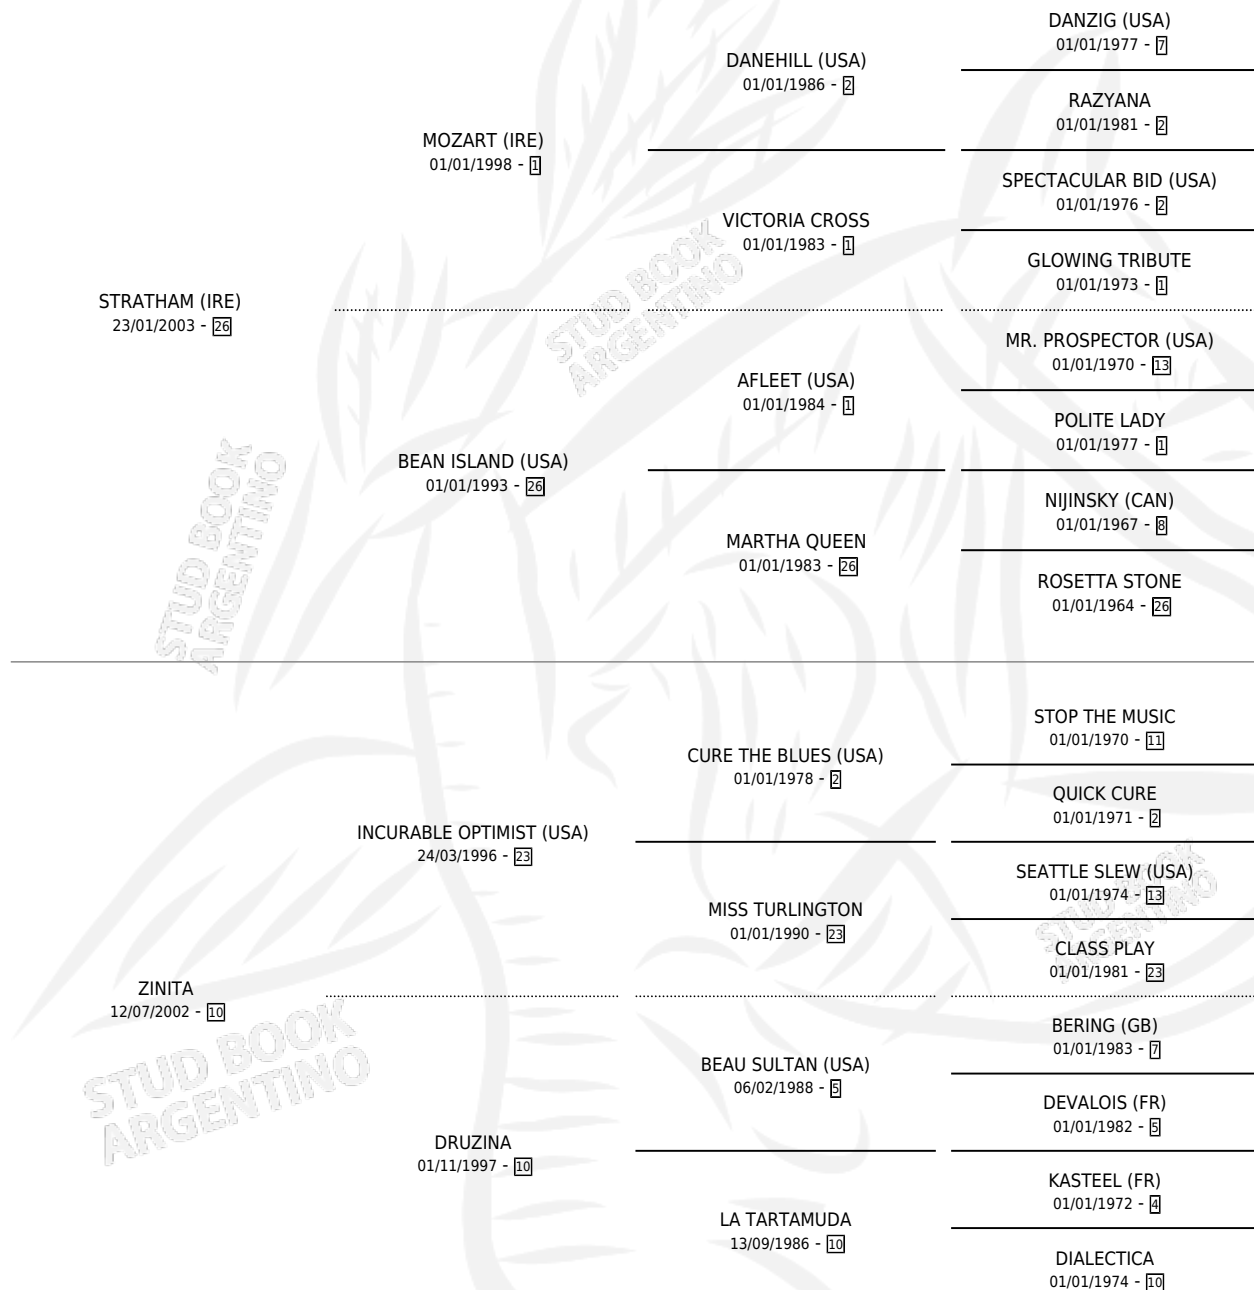 DANZIG (USA)
01/01/1977 - 7
DANEHILL (USA)
01/01/1986 - 2
RAZYANA
01/01/1981 - 2
MOZART (IRE)
01/01/1998 - 1
SPECTACULAR BID (USA)
01/01/1976 - 2
VICTORIA CROSS
01/01/1983 - 1
GLOWING TRIBUTE
01/01/1973 - 1
STRATHAM (IRE)
23/01/2003 - 26
STUD BOOK
ARGENTINO
MR. PROSPECTOR (USA)
01/01/1970 - 13
AFLEET (USA)
01/01/1984 - 1
POLITE LADY
01/01/1977 - 1
BEAN ISLAND (USA)
01/01/1993 - 26
NIJINSKY (CAN)
01/01/1967 - 8
MARTHA QUEEN
01/01/1983 - 26
ROSETTA STONE
01/01/1964 - 26
STUD BOOK
ARGENTINO
STOP THE MUSIC
01/01/1970 - 11
CURE THE BLUES (USA)
01/01/1978 - 2
QUICK CURE
01/01/1971 - 2
INCURABLE OPTIMIST (USA)
24/03/1996 - 23
SEATTLE SLEW (USA)
01/01/1974 - 13
STUD BOOK
ARGENTINO
MISS TURLINGTON
01/01/1990 - 23
CLASS PLAY
01/01/1981 - 23
ZINITA
12/07/2002 - 10
STUD BOOK
ARGENTINO
BERING (GB)
01/01/1983 - 7
BEAU SULTAN (USA)
06/02/1988 - 5
DEVALOIS (FR)
01/01/1982 - 5
DRUZINA
01/11/1997 - 10
KASTEEL (FR)
01/01/1972 - 4
LA TARTAMUDA
13/09/1986 - 10
DIALECTICA
01/01/1974 - 10